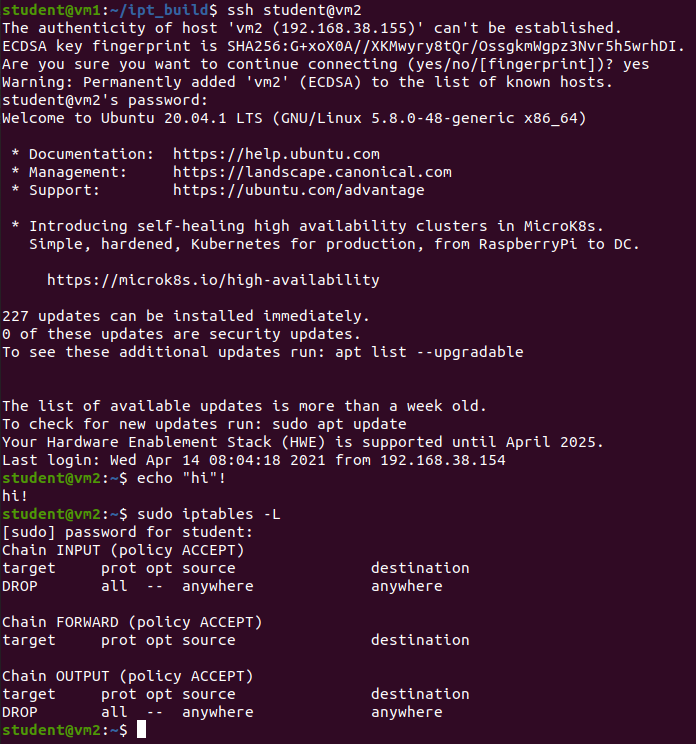 student@vm1:~/ipt_build$ ssh student@vm2
The authenticity of host 'vm2 (192.168.38.155)' can't be established.
ECDSA key fingerprint is SHA256:G+xoX0A//XKMwyry8tQr/OssgkmWgpz3Nvr5h5wrhDI.
Are you sure you want to continue connecting (yes/no/[fingerprint])? yes
Warning: Permanently added 'vm2' (ECDSA) to the list of known hosts.
student@vm2's password:
Welcome to Ubuntu 20.04.1 LTS (GNU/Linux 5.8.0-48-generic x86_64)

 * Documentation:  https://help.ubuntu.com
 * Management:     https://landscape.canonical.com
 * Support:        https://ubuntu.com/advantage

 * Introducing self-healing high availability clusters in MicroK8s.
   Simple, hardened, Kubernetes for production, from RaspberryPi to DC.

     https://microk8s.io/high-availability

227 updates can be installed immediately.
0 of these updates are security updates.
To see these additional updates run: apt list --upgradable


The list of available updates is more than a week old.
To check for new updates run: sudo apt update
Your Hardware Enablement Stack (HWE) is supported until April 2025.
Last login: Wed Apr 14 08:04:18 2021 from 192.168.38.154
student@vm2:~$ echo "hi"!
hi!
student@vm2:~$ sudo iptables -L
[sudo] password for student:
Chain INPUT (policy ACCEPT)
target     prot opt source               destination
DROP       all  --  anywhere             anywhere

Chain FORWARD (policy ACCEPT)
target     prot opt source               destination

Chain OUTPUT (policy ACCEPT)
target     prot opt source               destination
DROP       all  --  anywhere             anywhere
student@vm2:~$